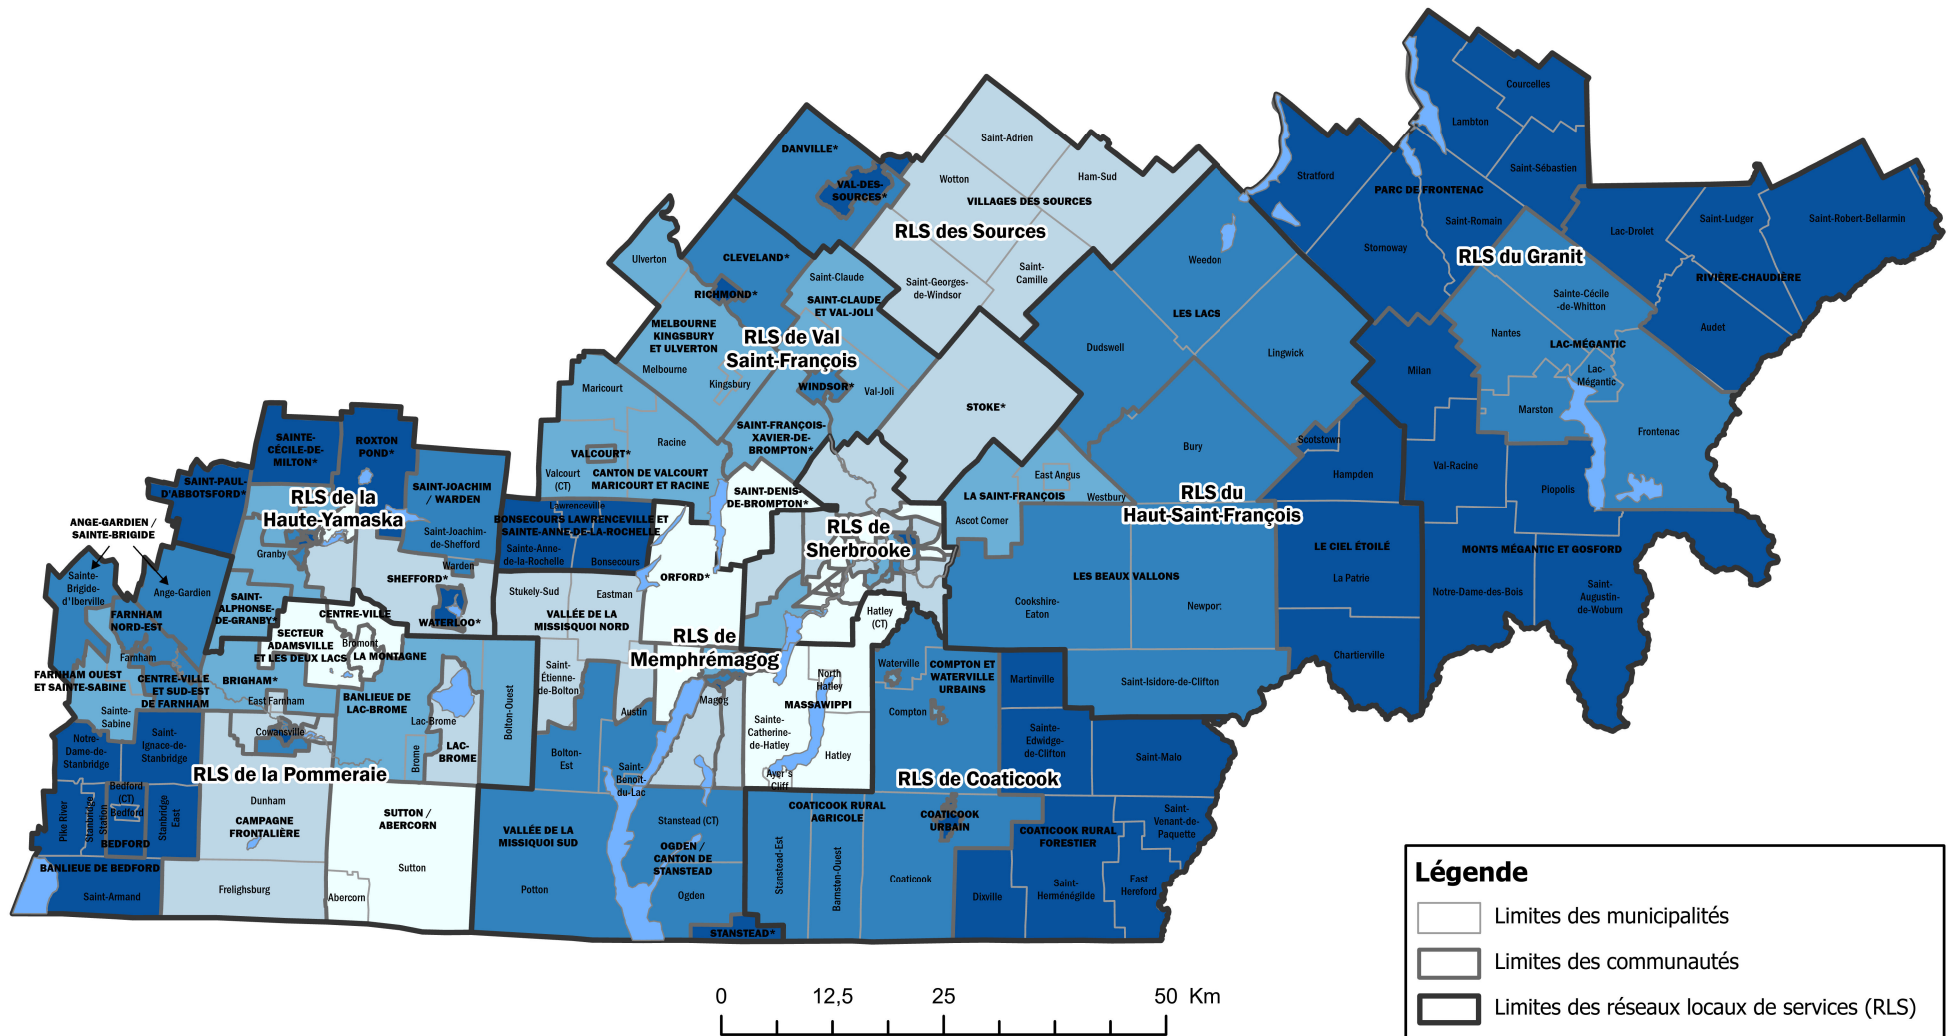 Courcelles
Lambton
Saint-Sébastien
Stratford
PARC DE FRONTENAC
Saint-Romain
Stornoway
RLS du Granit
Lac-Drolet
Saint-Ludger
Saint-Robert-Bellarmin
RIVIÈRE-CHAUDIÈRE
Audet
Sainte-Cécile
-de-Whitton
Nantes
LAC-MÉGANTIC
Lac-
Mégantic
Marston
Frontenac
Milan
Val-Racine
Piopolis
MONTS MÉGANTIC ET GOSFORD
Notre-Dame-des-Bois
Saint-
Augustin-
de-Woburn
Saint-Adrien
Wotton
Ham-Sud
VILLAGES DES SOURCES
RLS des Sources
Saint-Georges-
de-Windsor
Saint-
Camille
DANVILLE*
VAL-DES-
SOURCES*
Ulverton
CLEVELAND*
RICHMOND*
Saint-Claude
SAINT-CLAUDE
ET VAL-JOLI
MELBOURNE
KINGSBURY
ET ULVERTON
RLS de Val
Saint-François
Melbourne
Kingsbury
WINDSOR*
Val-Joli
Maricourt
Racine
SAINT-FRANÇOIS-
XAVIER-DE-
BROMPTON*
VALCOURT*
Valcourt
(CT)
CANTON DE VALCOURT
MARICOURT ET RACINE
STOKE*
Weedon
LES LACS
Dudswell
Lingwick
Bury
Scotstown
Hampden
East Angus
LA SAINT-FRANÇOIS
Westbury
Ascot Corner
RLS du
Haut-Saint-François
LES BEAUX VALLONS
Cookshire-
Eaton
Newpor:
LE CIEL ÉTOILÉ
La Patrie
Chartierville
Saint-Isidore-de-Clifton
SAINTE-
CÉCILE-DE-
MILTON*
ROXTON
POND*
SAINT-PAUL-
D'ABBOTSFORD*
RLS de la
Haute-Yamaska
SAINT-JOACHIM
/ WARDEN
Saint-Joachim-
de-Shefford
Warden
Granby
SHEFFORD*
WATERLOO*
SAINT-
ALPHONSE-
DE-GRANBY*
Lawrenceville
BONSECOURS LAWRENCEVILLE ET
SAINTE-ANNE-DE-LA-ROCHELLE
Sainte-Anne-
de-la-Rochelle
Bonsecours
SAINT-DENIS-
DE-BROMPTON*
RLS de
Sherbrooke
ANGE-GARDIEN /
SAINTE-BRIGIDE
Sainte-
Brigide-
d'Iberville
Ange-Gardien
FARNHAM
NORD-EST
Farnham
FARNHAM OUEST
ET SAINTE-SABINE
CENTRE-VILLE
ET SUD-EST
DE FARNHAM
Sainte-
Sabine
CENTRE-VILLE
SECTEUR
ADAMSVILLE
ET LES DEUX LACS
Bromont
LA MONTAGNE
BRIGHAM*
East Farnham
Cowansville
BANLIEUE DE
LAC-BROME
Lac-Brome
Brome
LAC-
BROME
Bolton-Ouest
Notre-
Dame-de-
Stanbridge
Saint-
Ignace-de-
Stanbridge
RLS de la Pommeraie
Pike River
Stanbridge
Station
Bedford
(CT)
Bedford
Stanbridge
East
BEDFORD
BANLIEUE DE BEDFORD
Saint-Armand
Dunham
CAMPAGNE
FRONTALIÈRE
Frelighsburg
SUTTON /
ABERCORN
Sutton
Abercorn
Stukely-Sud
Eastman
VALLÉE DE LA
MISSISQUOI NORD
ORFORD*
RLS de
Memphrémagog
Saint-
Étienne-
de-Bolton
Austin
Magog
Bolton-
Est
Saint-
Benoît-
du-Lac
VALLÉE DE LA
MISSIQUOI SUD
Potton
Stanstead (CT)
OGDEN /
CANTON DE
STANSTEAD
Ogden
STANSTEAD*
Hatley
(CT)
North
Hatley
MASSAWIPPI
Sainte-
Catherine-
de-Hatley
Hatley
Ayer's
Cliff
Waterville
COMPTON ET
WATERVILLE
URBAINS
Compton
Martinville
Sainte-
Edwidge-
de-Clifton
Saint-Malo
RLS de Coaticook
COATICOOK RURAL
AGRICOLE
COATICOOK
URBAIN
Stanstead-Est
Barnston-Ouest
Coaticook
COATICOOK RURAL
FORESTIER
Saint-
Venant-de-
Paquette
Dixville
Saint-
Herménégilde
East
Hereford
0 12,5 25 50 Km
Légende
Limites des municipalités
Limites des communautés
Limites des réseaux locaux de services (RLS)